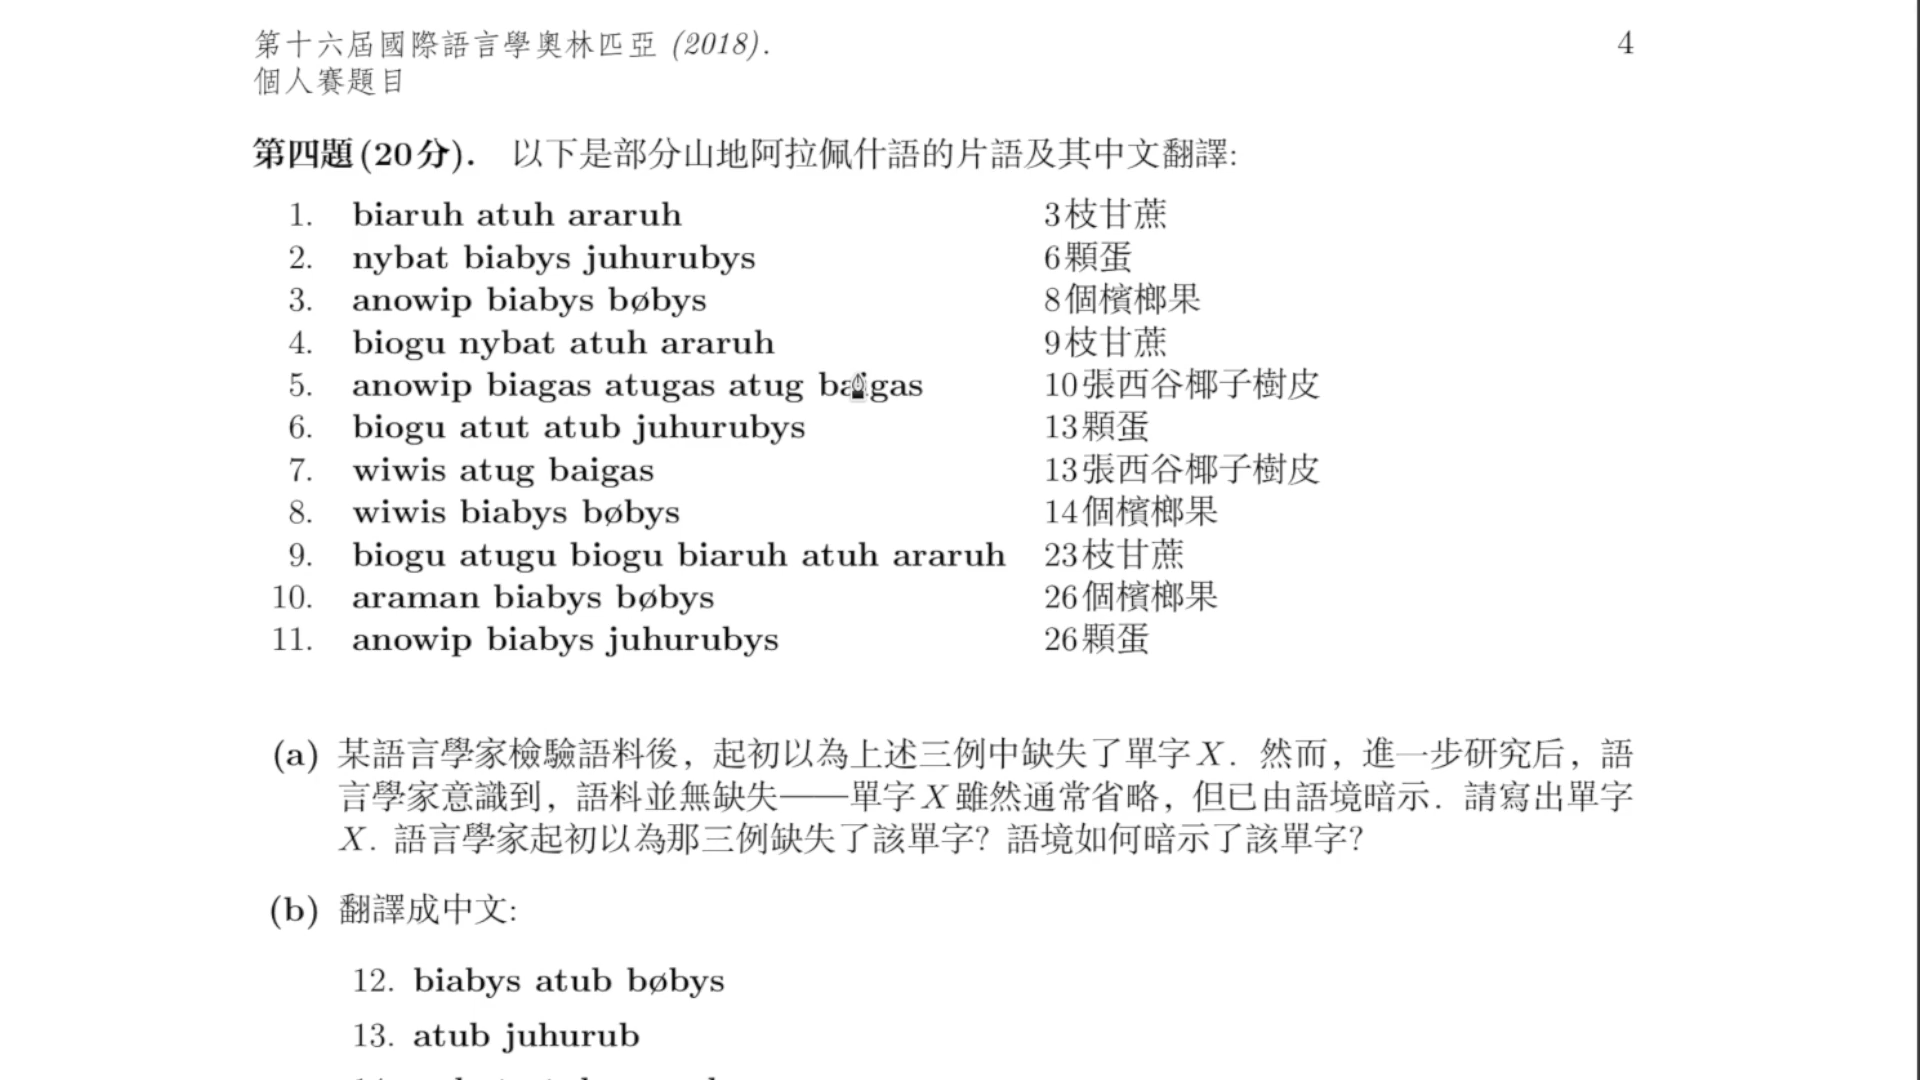 第十六屆國際語言學奧林匹亞 (2018).
4
個人賽題目
第四題(20分). 以下是部分山地阿拉佩什語的片語及其中文翻譯:
1. biaruh atuh araruh 3枝甘蔗
2. nybat biabys juhurubys 6顆蛋
3. anowip biabys bøbys 8個檳榔果
4. biogu nybat atuh araruh 9枝甘蔗
5. anowip biagas atugas atug baigas 10張西谷椰子樹皮
6. biogu atut atub juhurubys 13顆蛋
7. wiwis atug baigas 13張西谷椰子樹皮
8. wiwis biabys bøbys 14個檳榔果
9. biogu atugu biogu biaruh atuh araruh 23枝甘蔗
10. araman biabys bøbys 26個檳榔果
11. anowip biabys juhurubys 26顆蛋
(a) 某語言學家檢驗語料後，起初以為上述三例中缺失了單字 X. 然而，進一步研究后，語
言學家意識到，語料並無缺失——單字 X 雖然通常省略，但已由語境暗示. 請寫出單字
X. 語言學家起初以為那三例缺失了該單字? 語境如何暗示了該單字?
(b) 翻譯成中文:
12. biabys atub bøbys
13. atub juhurub